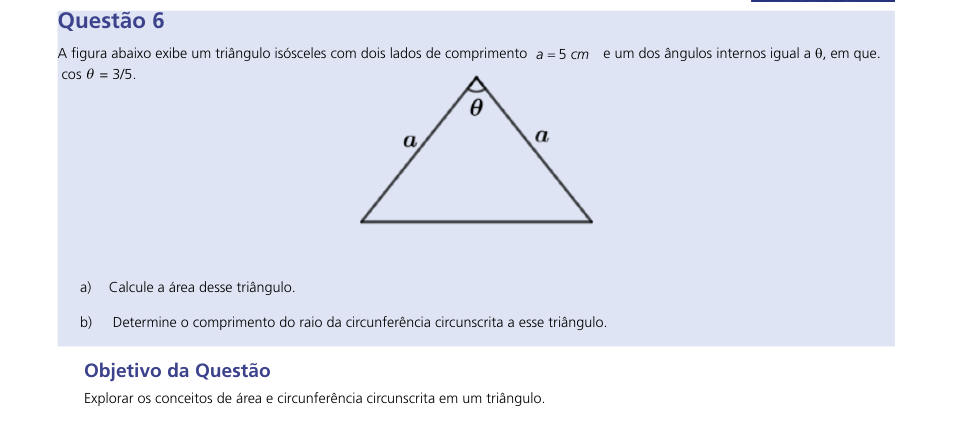 Questão 6
A figura abaixo exibe um triângulo isósceles com dois lados de comprimento a = 5 cm e um dos ângulos internos igual a θ, em que.
cos θ = 3/5.
θ
a a
a) Calcule a área desse triângulo.
b) Determine o comprimento do raio da circunferência circunscrita a esse triângulo.
Objetivo da Questão
Explorar os conceitos de área e circunferência circunscrita em um triângulo.